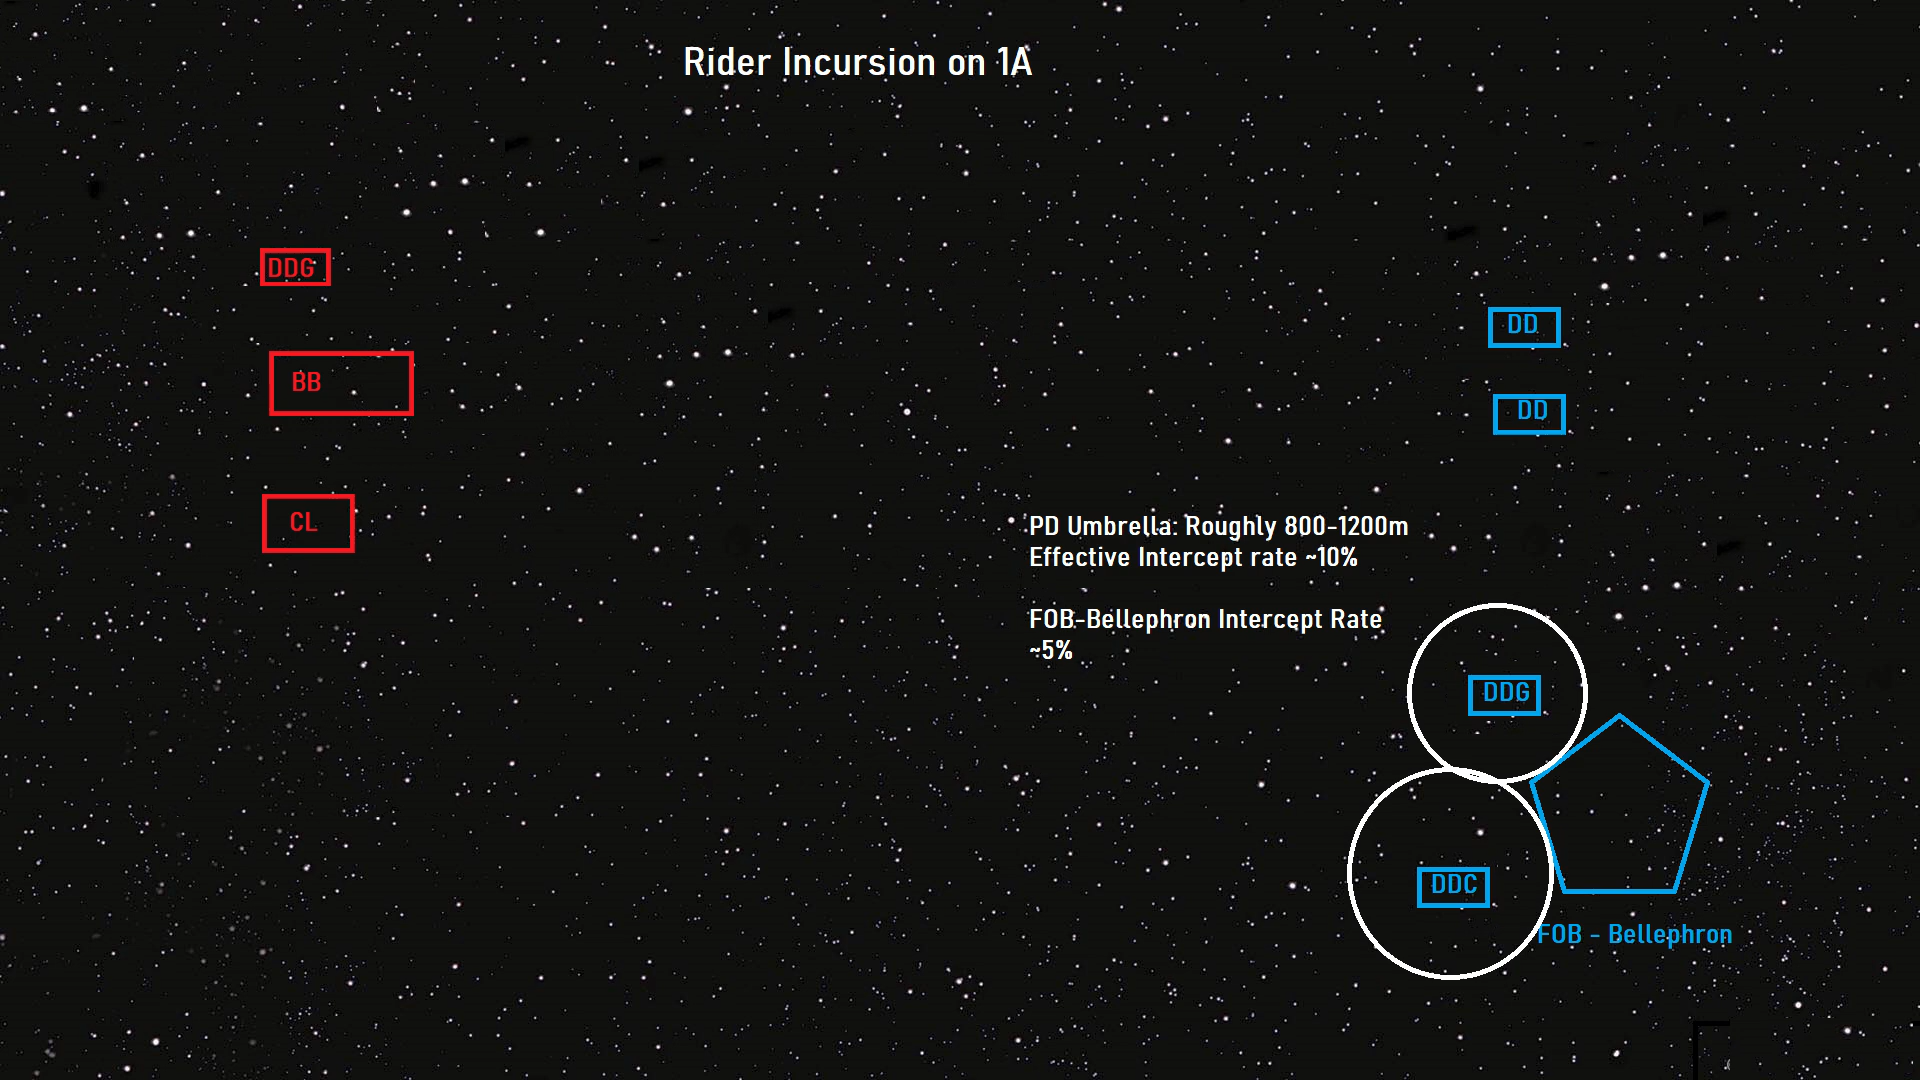 Rider Incursion on 1A
DDG
BB
CL
DD
DD
PD Umbrella: Roughly 800-1200m
Effective Intercept rate ~10%
FOB-Bellephron Intercept Rate
~5%
DDG
DDC
FOB - Bellephron